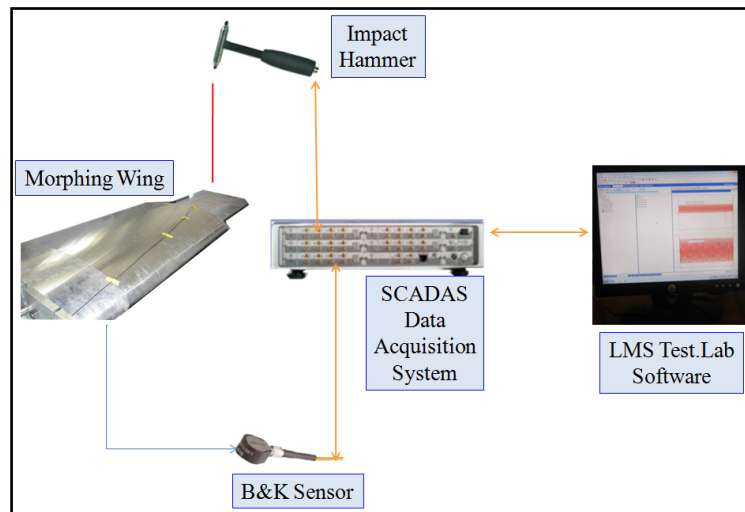 Impact
Hammer
Morphing Wing
SCADAS
Data
Acquisition
System
LMS Test.Lab
Software
B&K Sensor